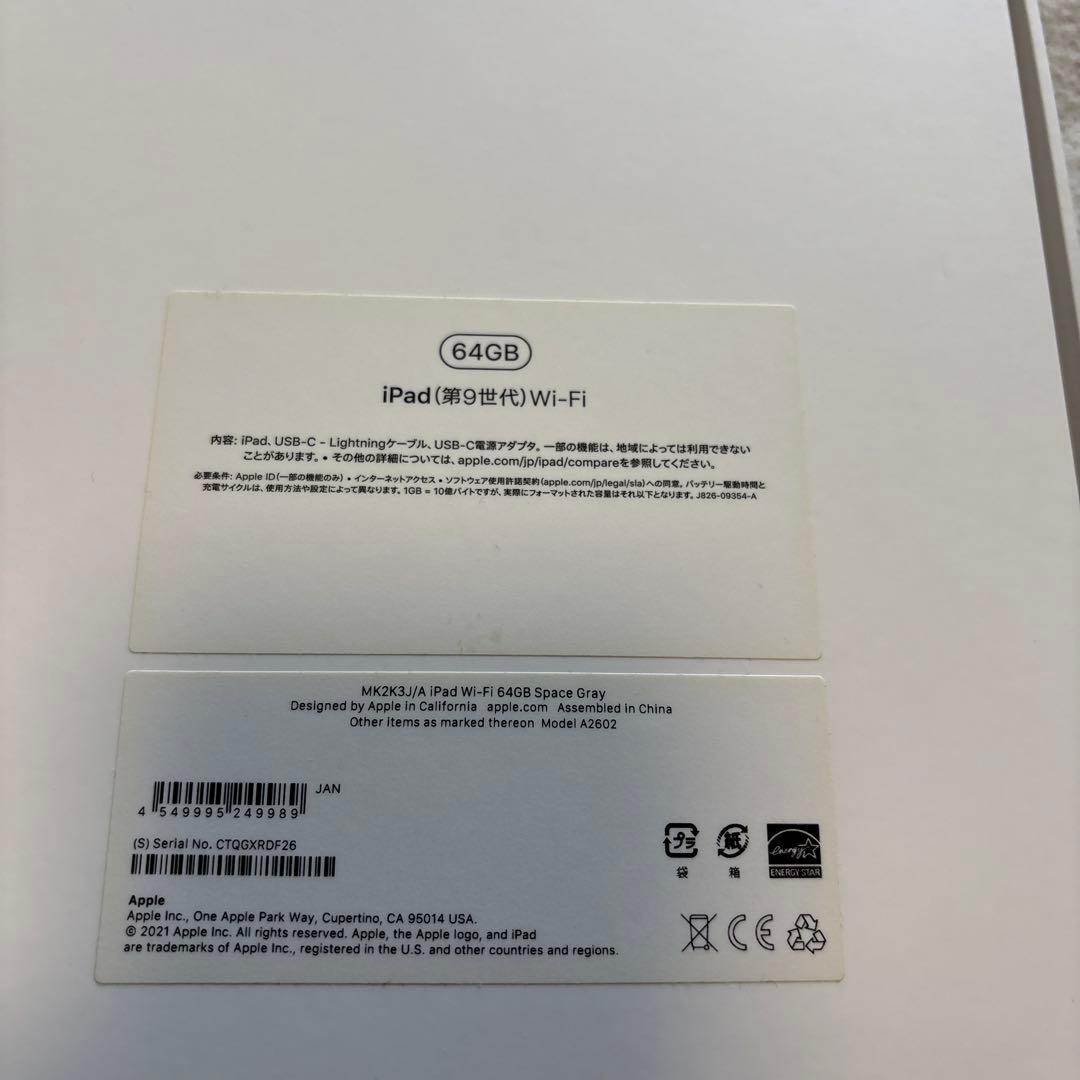 64GB
iPad(第9世代)Wi-Fi
内容: iPad、USB-C - Lightningケーブル、USB-C電源アダプタ。一部の機能は、地域によっては利用できない
ことがあります。• その他の詳細については、apple.com/jp/ipad/compareを参照してください。
必要条件: Apple ID(一部の機能のみ) • インターネットアクセス • ソフトウェア使用許諾契約(apple.com/jp/legal/sla)への同意。バッテリー駆動時間と
充電サイクルは、使用方法や設定によって異なります。1GB = 10億バイトですが、実際にフォーマットされた容量はそれ以下となります。J826-09354-A
MK2K3J/A iPad Wi-Fi 64GB Space Gray
Designed by Apple in California apple.com Assembled in China
Other items as marked thereon Model A2602
JAN
4 549995 249989
(S) Serial No. CTQGXRDF26
プラ 紙 energy
袋 箱 ENERGY STAR
Apple
Apple Inc., One Apple Park Way, Cupertino, CA 95014 USA.
© 2021 Apple Inc. All rights reserved. Apple, the Apple logo, and iPad
are trademarks of Apple Inc., registered in the U.S. and other countries and regions.
CE